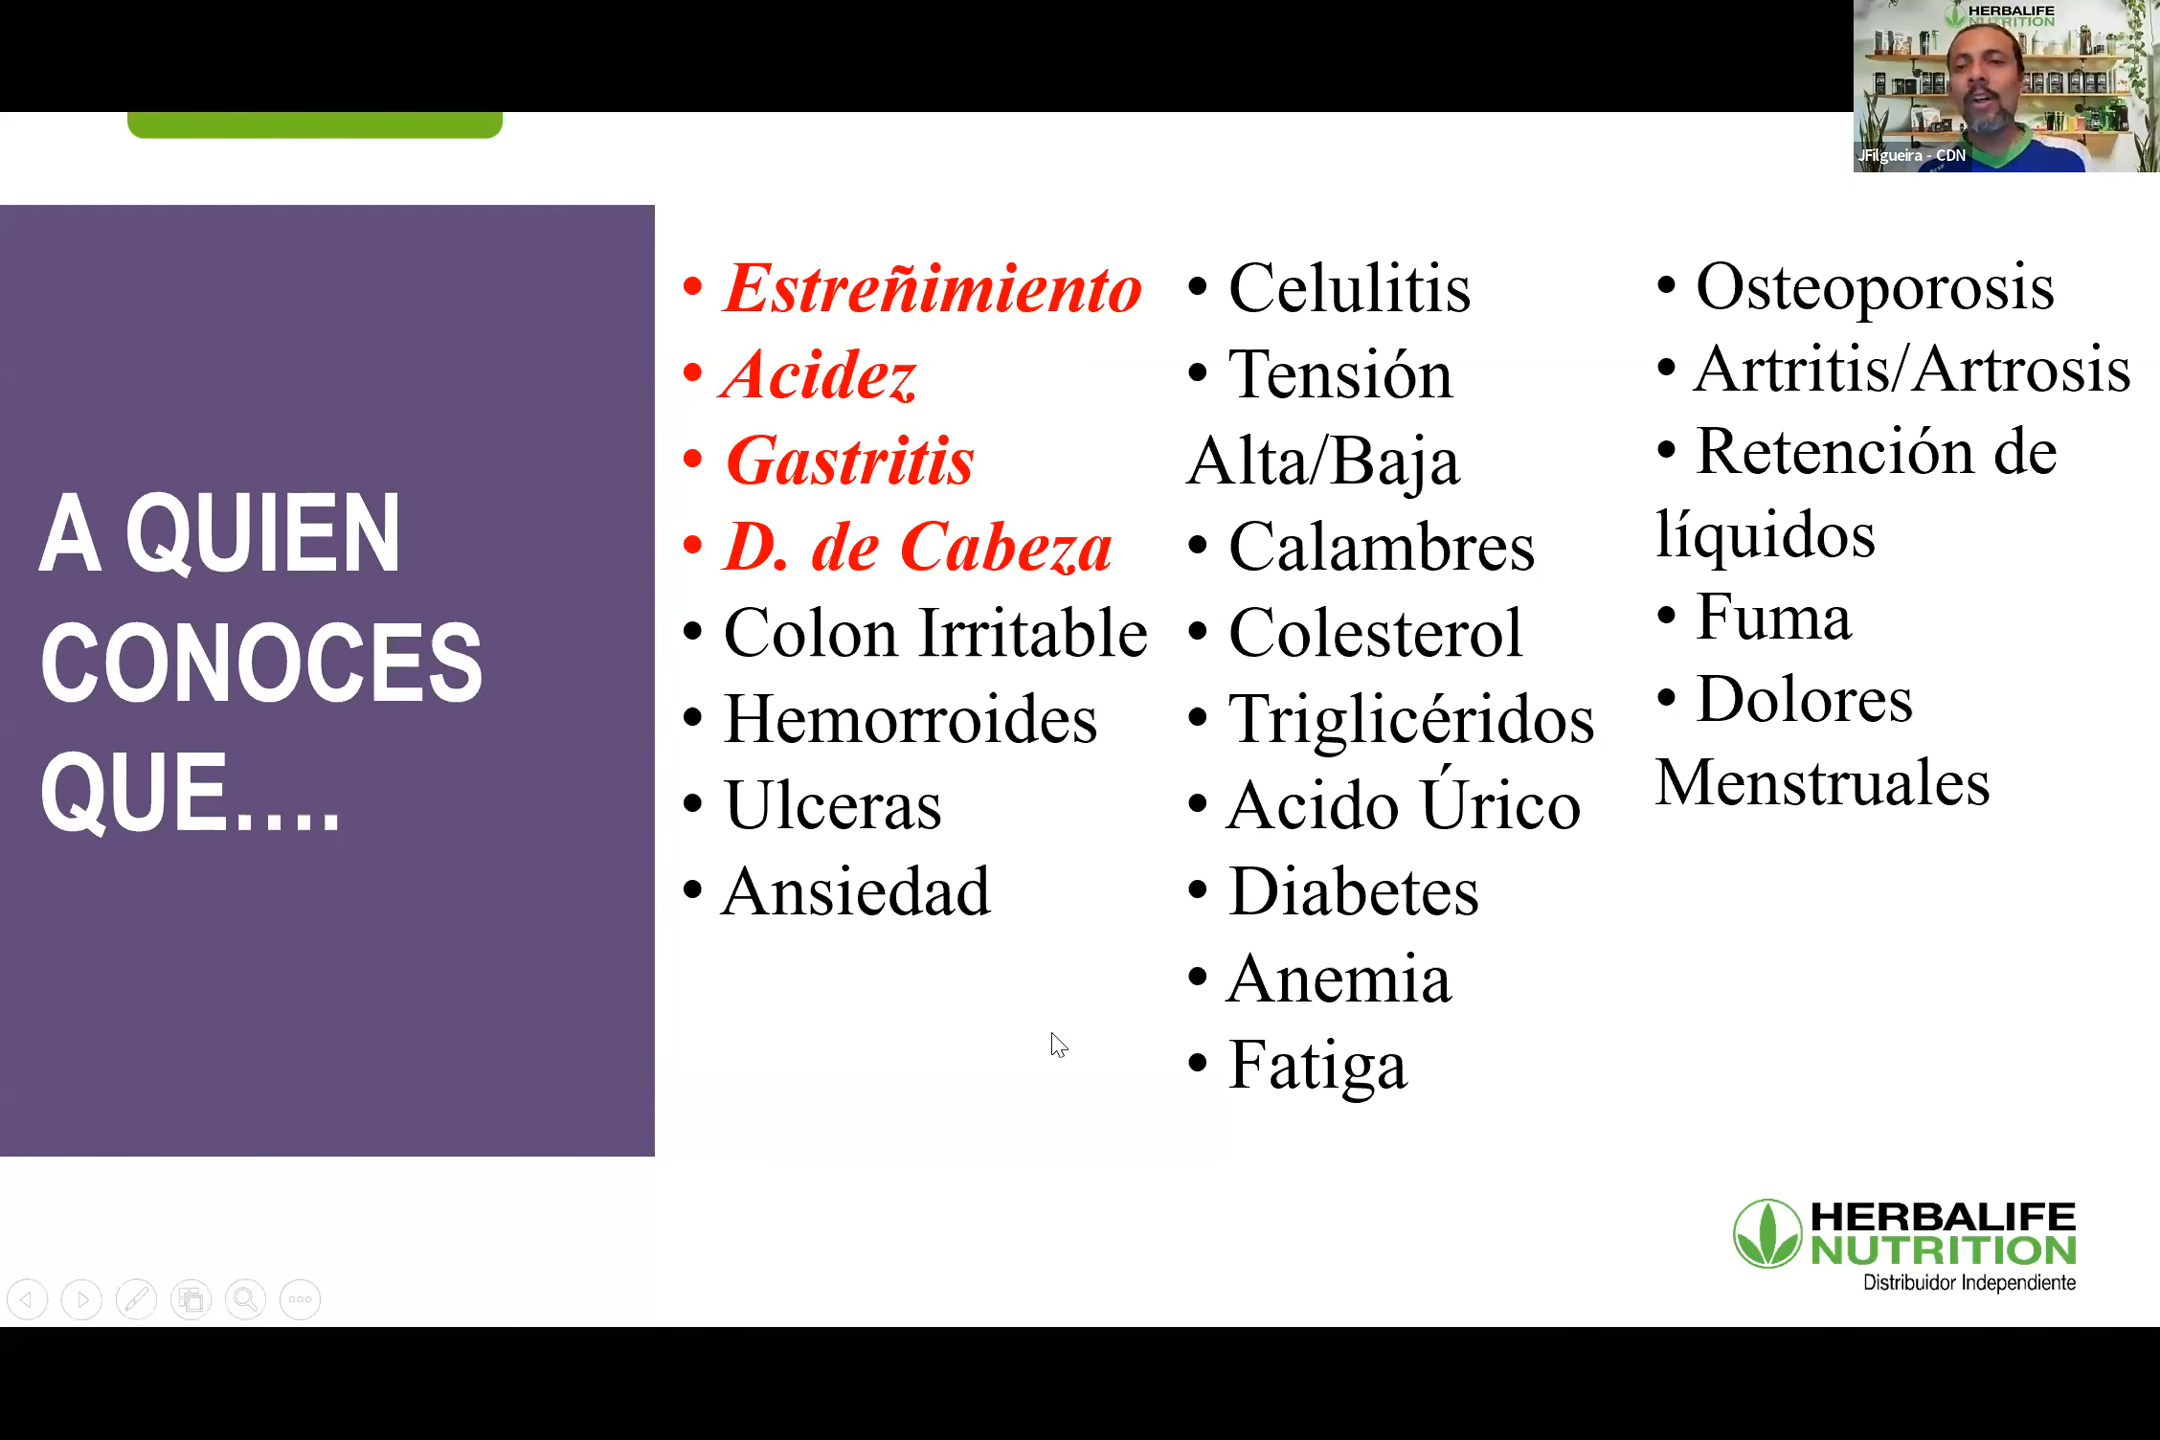 HERBALIFE
NUTRITION
JFilgueira - CDN
A QUIEN
CONOCES
QUE....
• Estreñimiento
• Acidez
• Gastritis
• D. de Cabeza
• Colon Irritable
• Hemorroides
• Ulceras
• Ansiedad
• Celulitis
• Tensión
Alta/Baja
• Calambres
• Colesterol
• Triglicéridos
• Acido Úrico
• Diabetes
• Anemia
• Fatiga
• Osteoporosis
• Artritis/Artrosis
• Retención de
líquidos
• Fuma
• Dolores
Menstruales
HERBALIFE
NUTRITION
Distribuidor Independiente